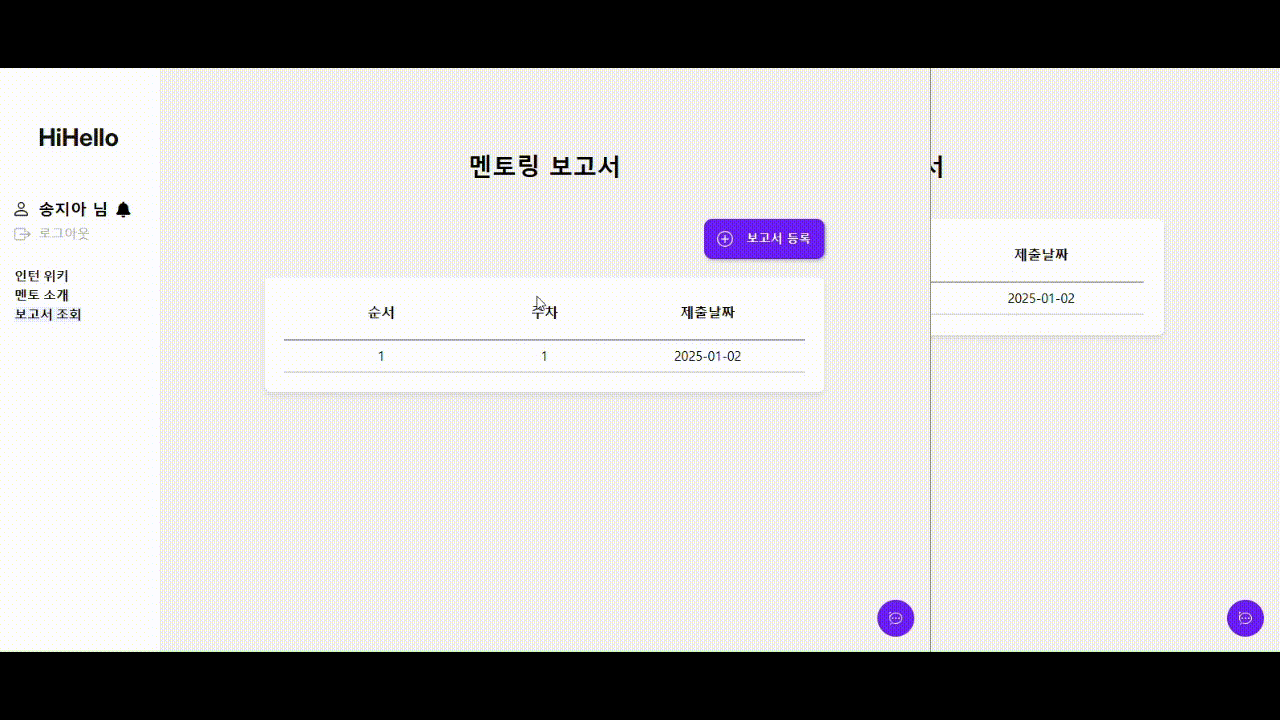 HiHello
송지아 님
로그아웃
인턴 위키
멘토 소개
보고서 조회
멘토링 보고서
보고서 등록
순서 주차 제출날짜
1 1 2025-01-02
서
제출날짜
2025-01-02